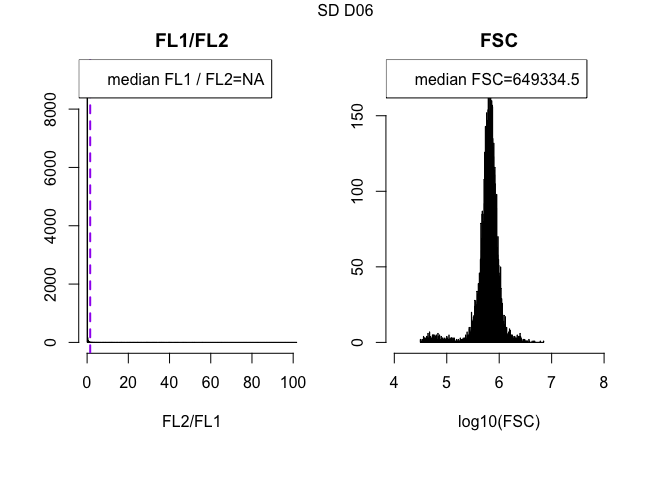 SD D06
FL1/FL2
median FL1 / FL2=NA
0 2000 4000 6000 8000
0 20 40 60 80 100
FL2/FL1
FSC
median FSC=649334.5
0 50 100 150
4 5 6 7 8
log10(FSC)